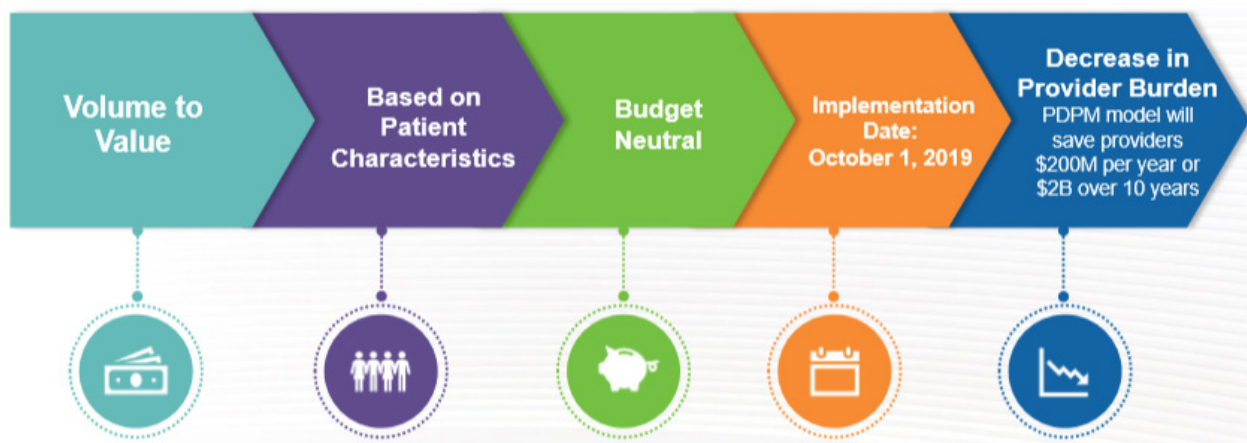 Volume to
Value
Based on
Patient
Characteristics
Budget
Neutral
Implementation
Date:
October 1, 2019
Decrease in
Provider Burden
PDPM model will
save providers
$200M per year or
$2B over 10 years